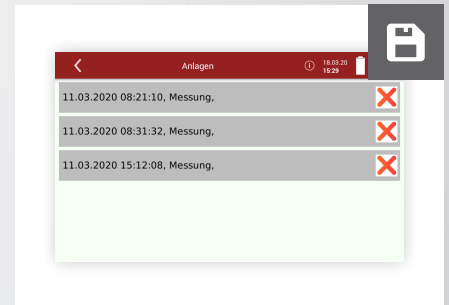 Anlagen
18.03.20
15:29
11.03.2020 08:21:10, Messung,
11.03.2020 08:31:32, Messung,
11.03.2020 15:12:08, Messung,